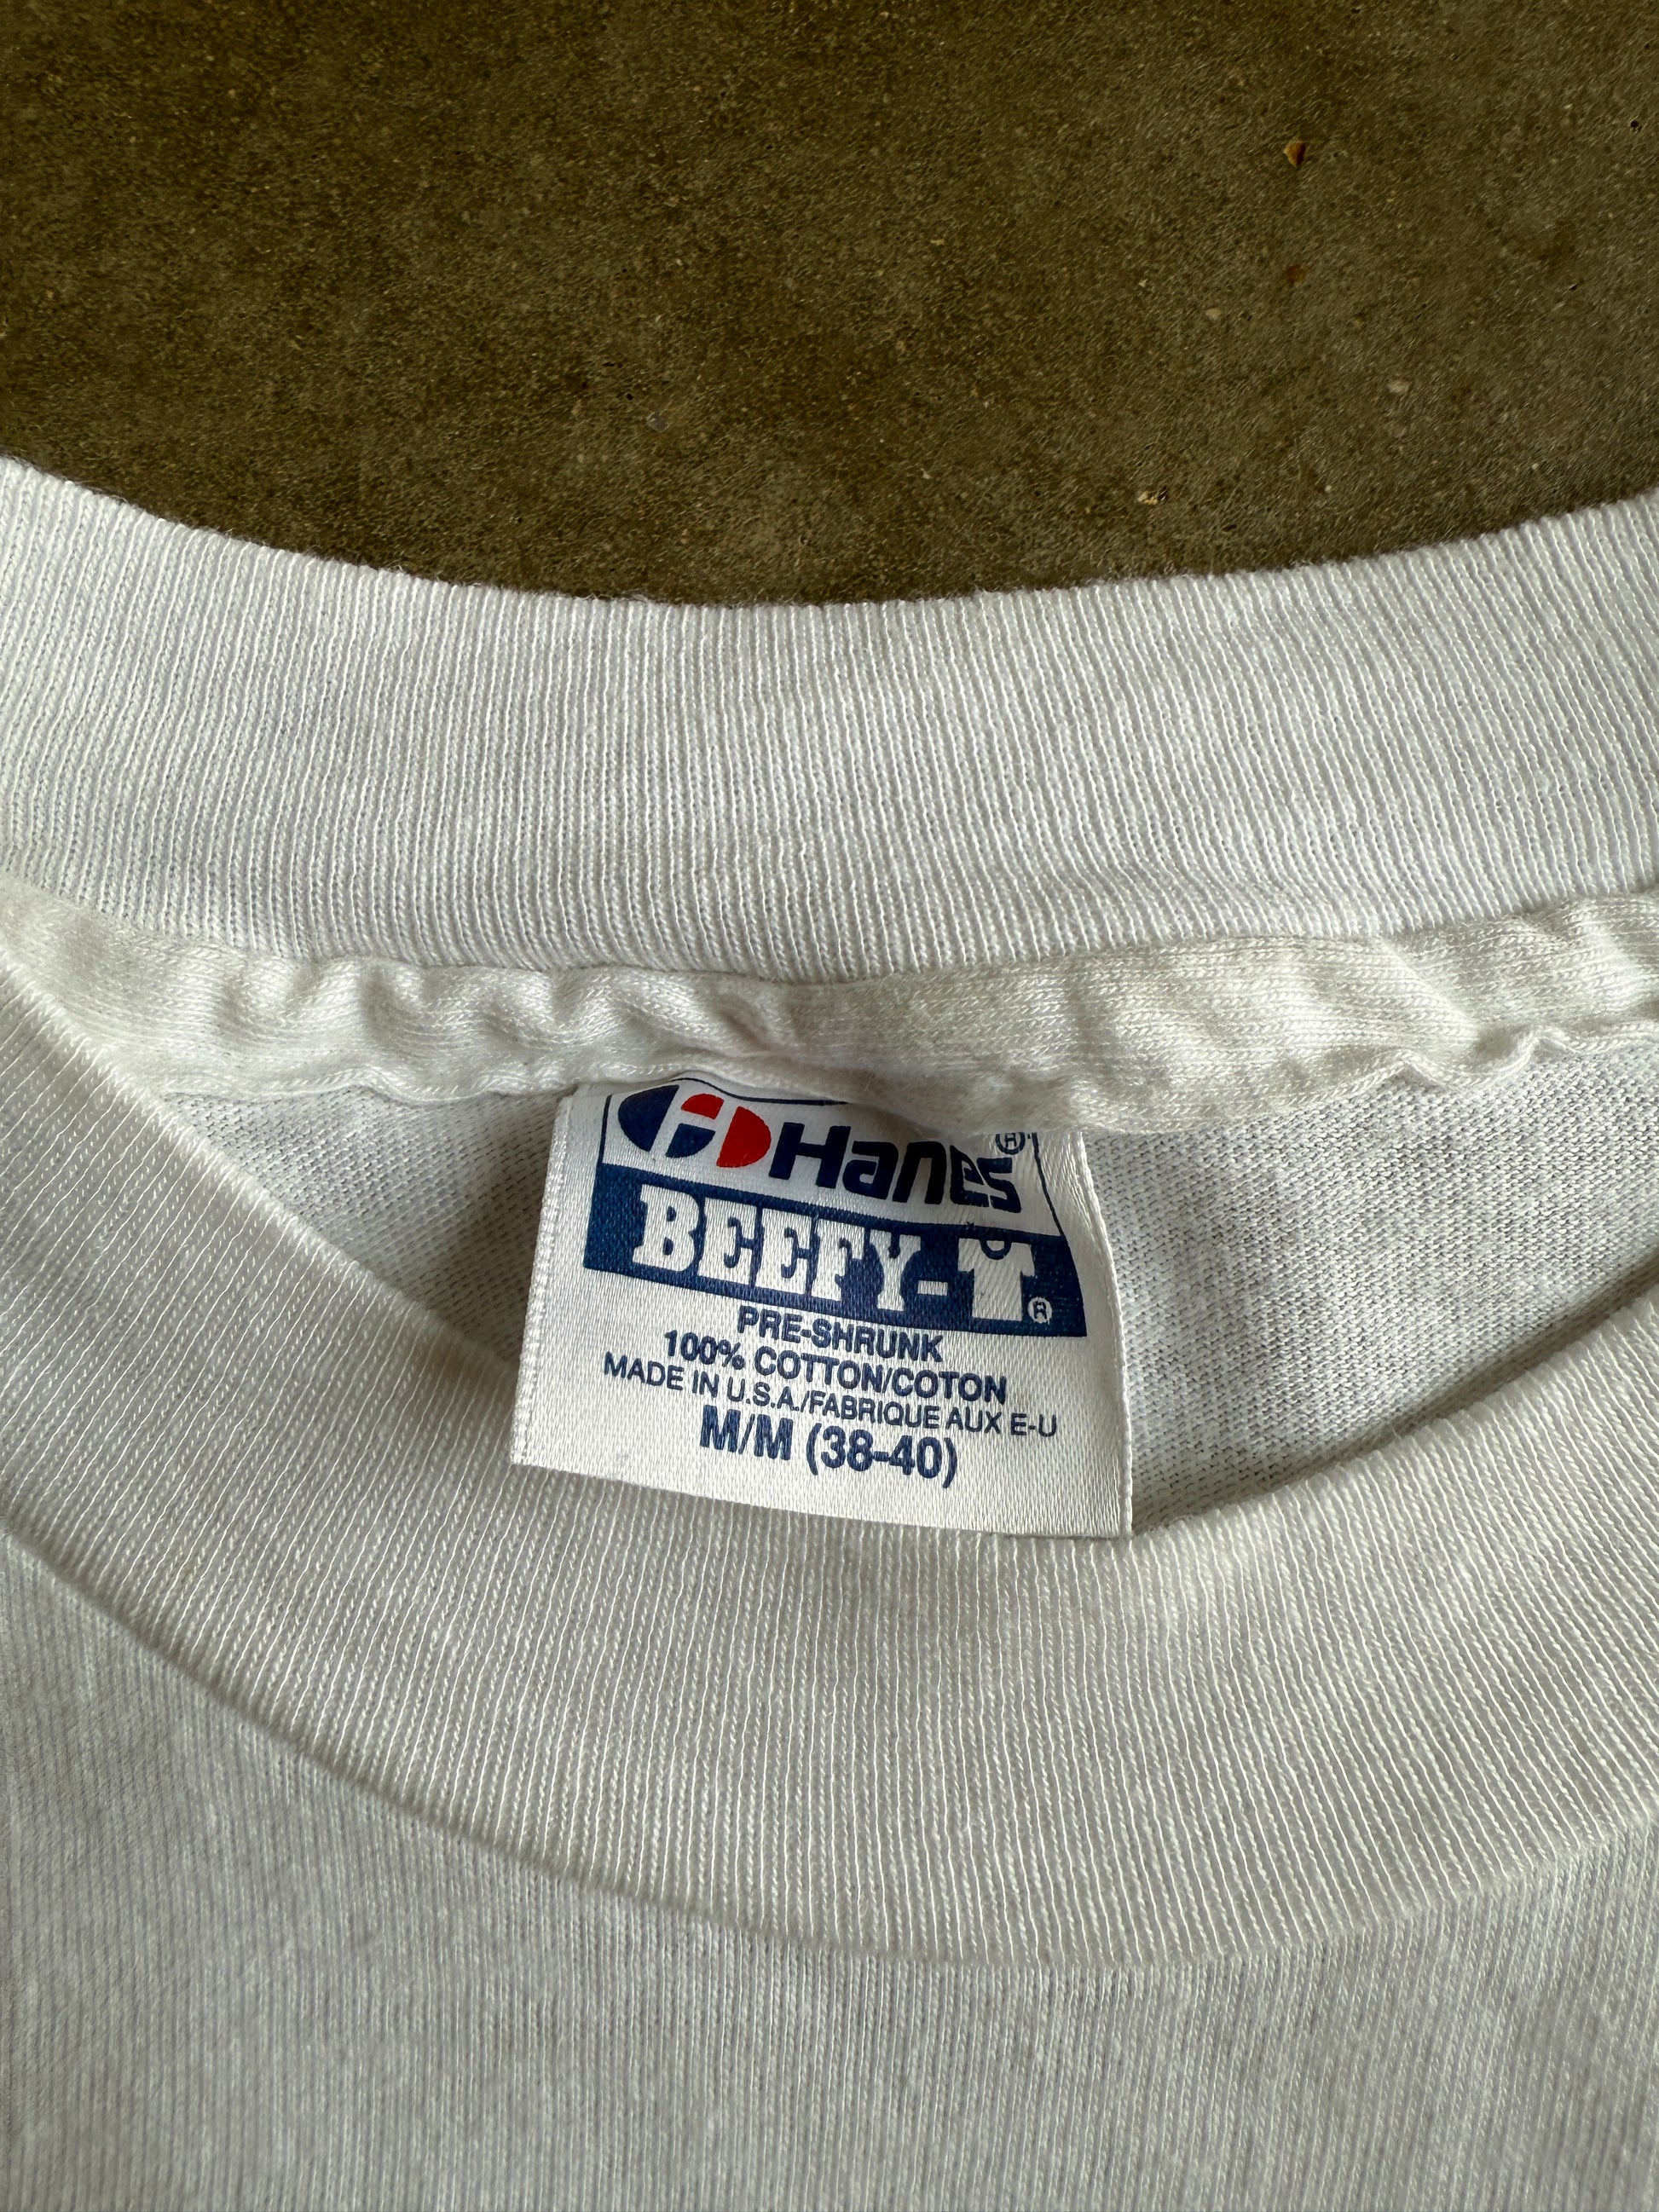 Hanes®
BEEFY-T®
PRE-SHRUNK
100% COTTON/COTON
MADE IN U.S.A./FABRIQUE AUX E-U
M/M (38-40)